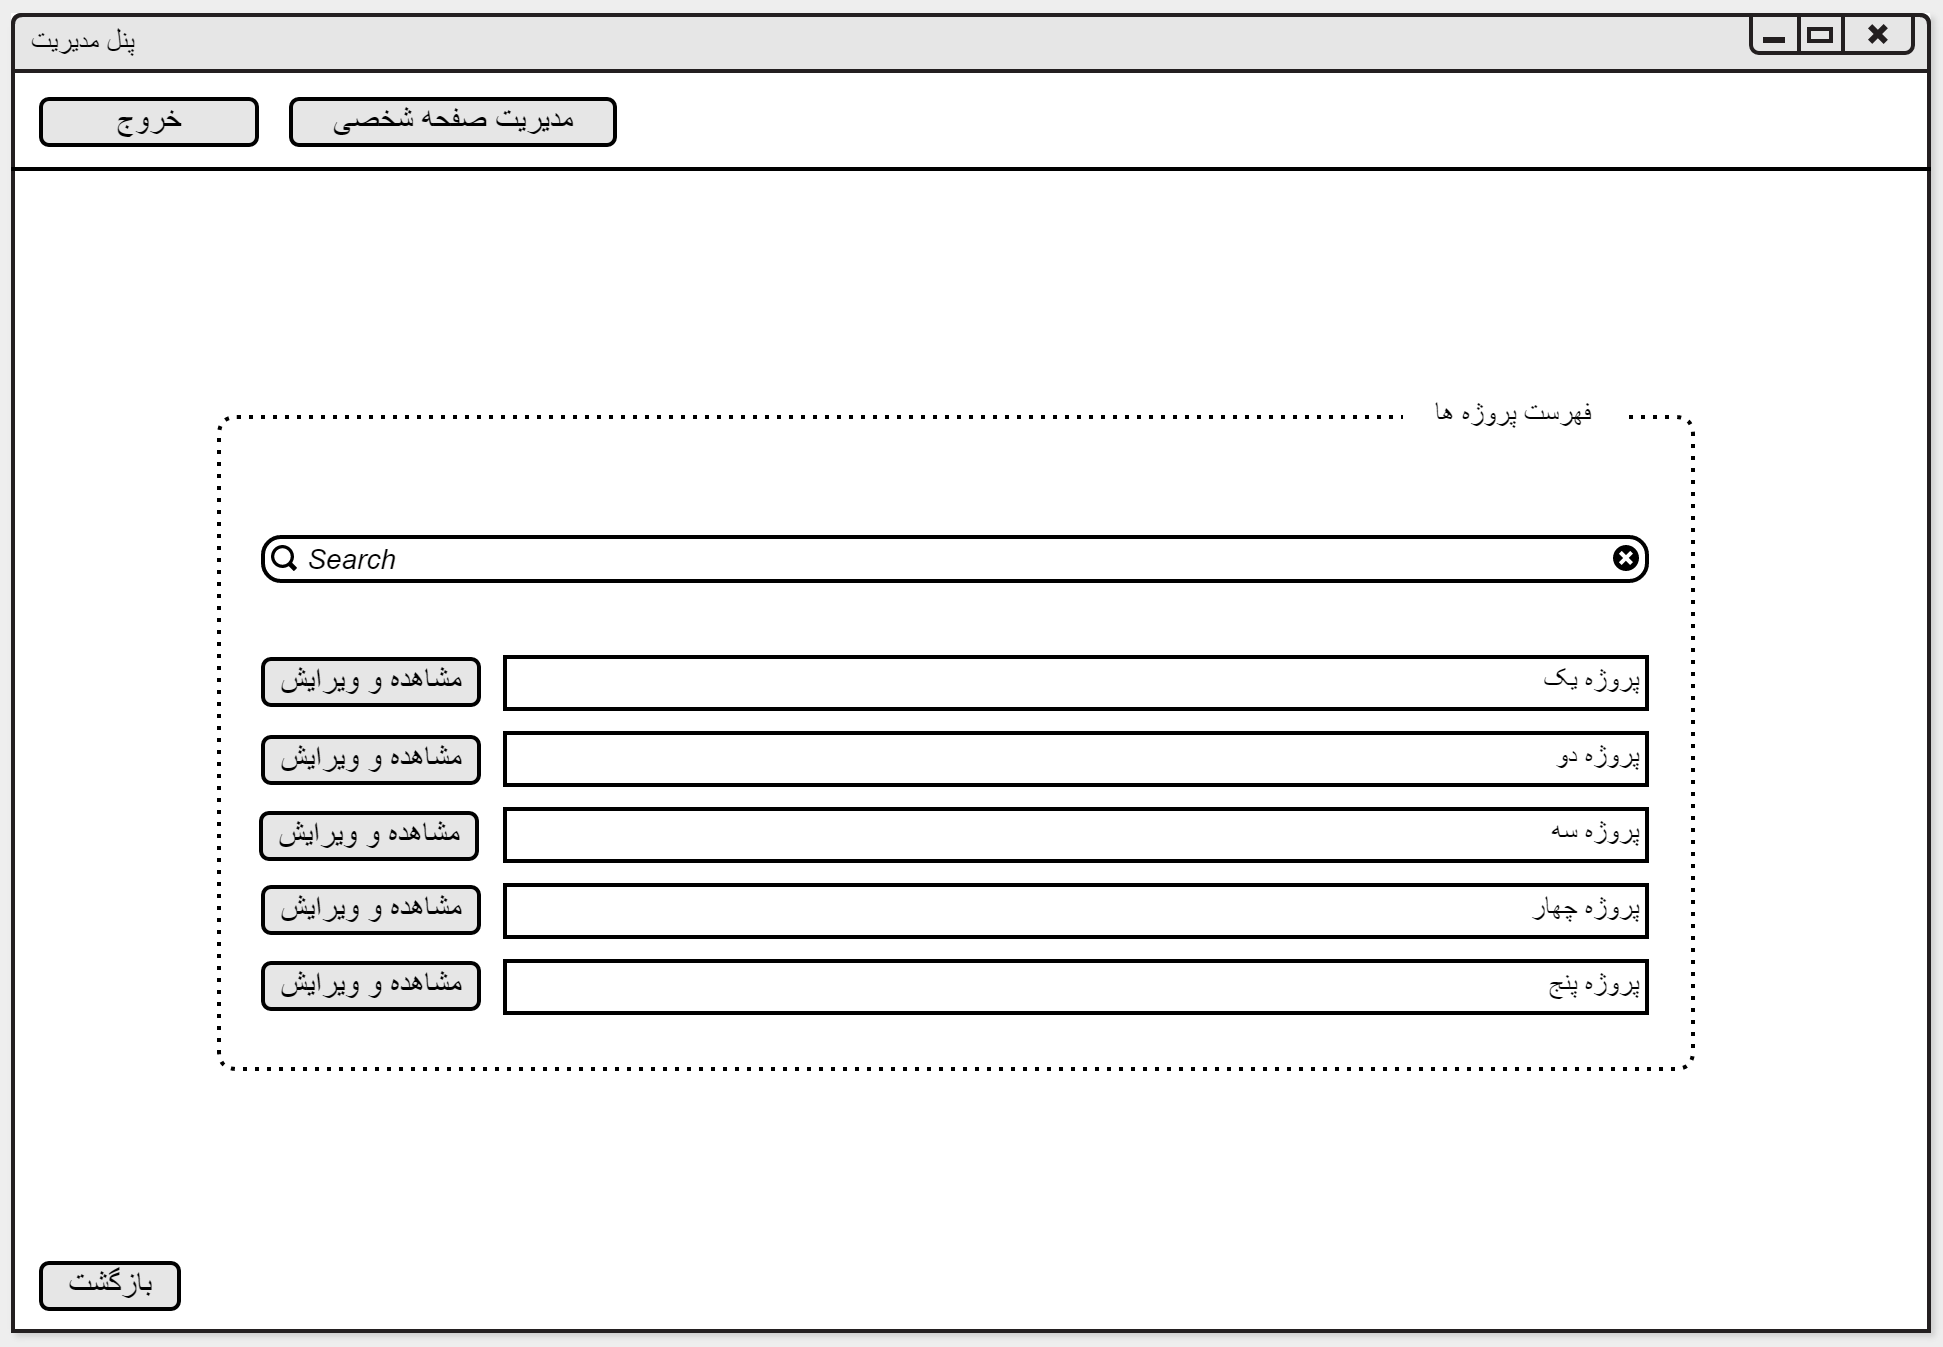 پنل مدیریت
مدیریت صفحه شخصی
خروج
فهرست پروژه ها
Search
پروژه یک
مشاهده و ویرایش
پروژه دو
مشاهده و ویرایش
پروژه سه
مشاهده و ویرایش
پروژه چهار
مشاهده و ویرایش
پروژه پنج
مشاهده و ویرایش
بازگشت